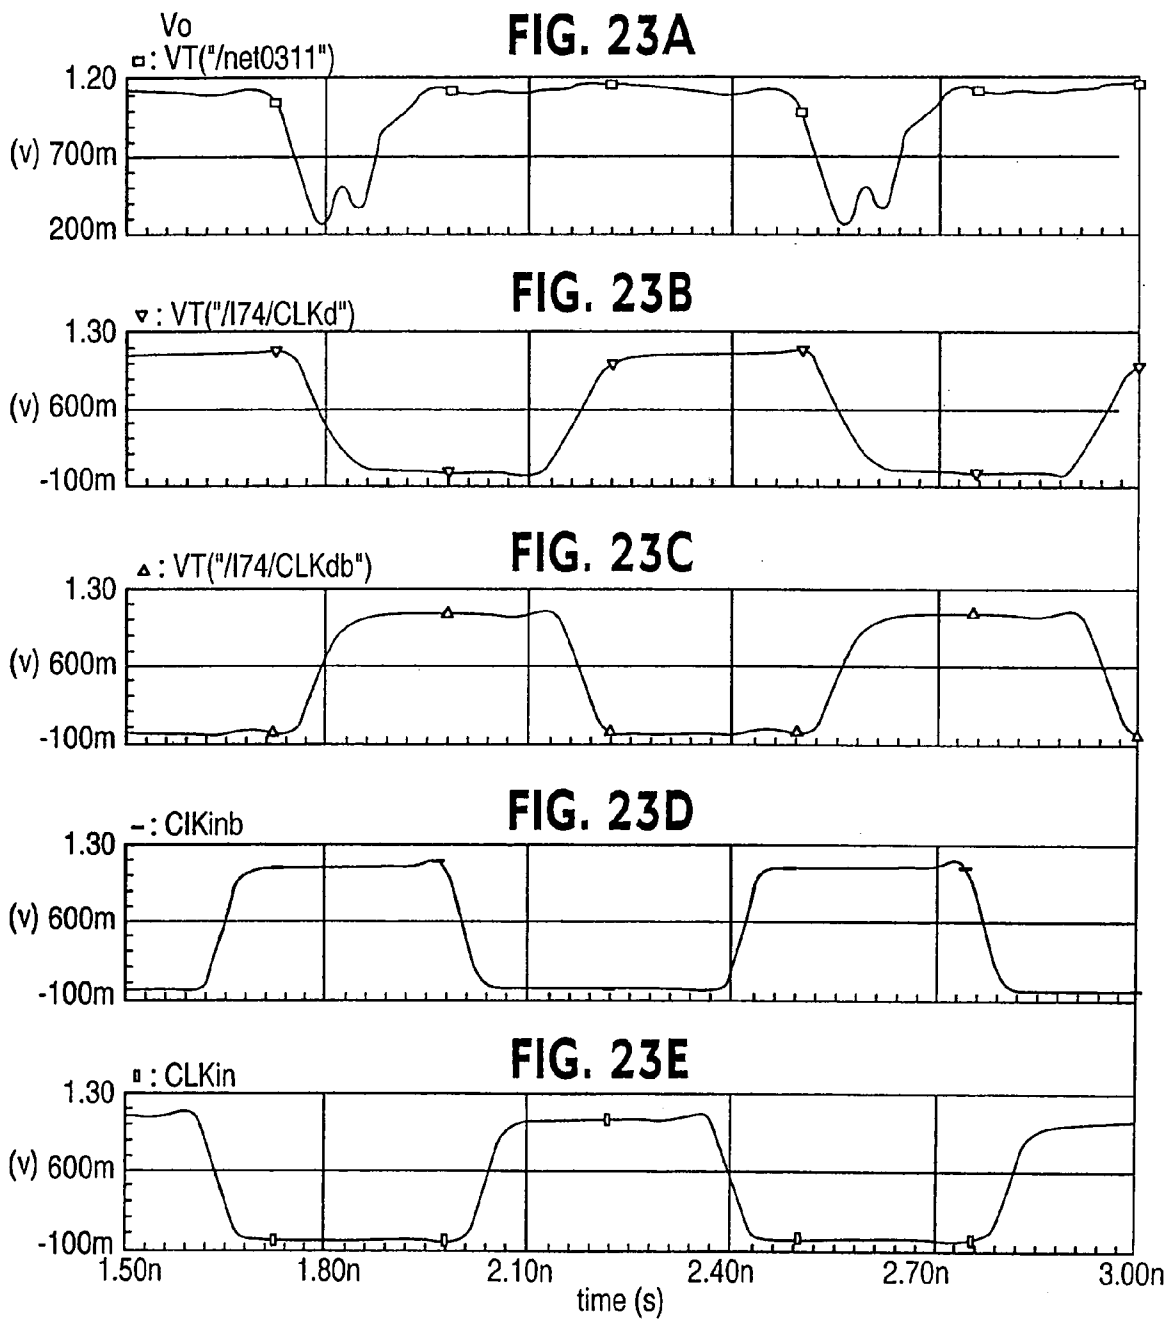 FIG. 23A
Vo
: VT("/net0311")
1.20
(v) 700m
200m
FIG. 23B
: VT("/I74/CLKd")
1.30
(v) 600m
-100m
FIG. 23C
: VT("/I74/CLKdb")
1.30
(v) 600m
-100m
FIG. 23D
–: ClKinb
1.30
(v) 600m
-100m
FIG. 23E
: CLKin
1.30
(v) 600m
-100m
1.50n 1.80n 2.10n 2.40n 2.70n 3.00n
time (s)